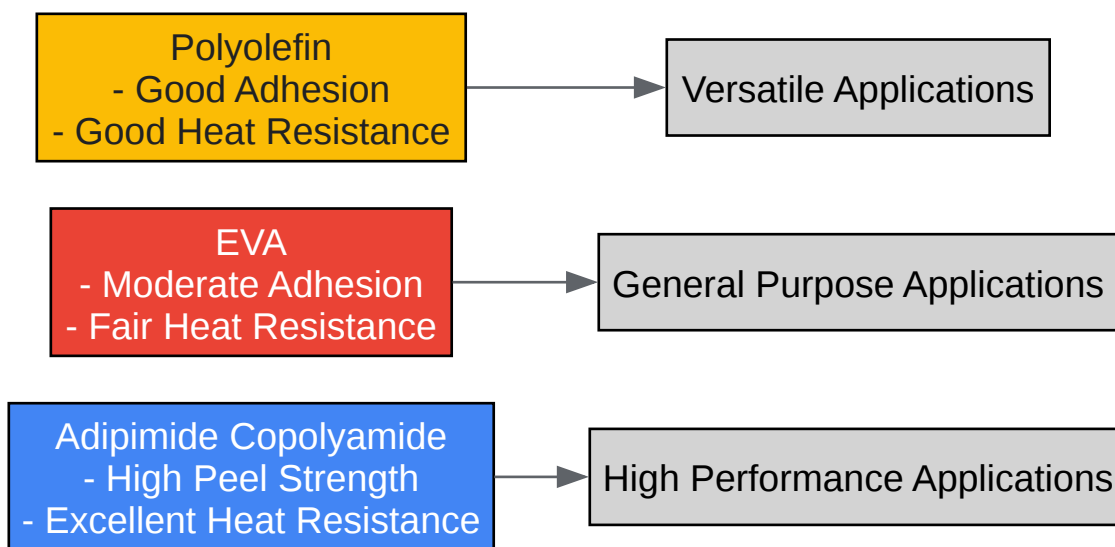 Polyolefin
- Good Adhesion
- Good Heat Resistance
Versatile Applications
EVA
- Moderate Adhesion
- Fair Heat Resistance
General Purpose Applications
Adipimide Copolyamide
- High Peel Strength
- Excellent Heat Resistance
High Performance Applications